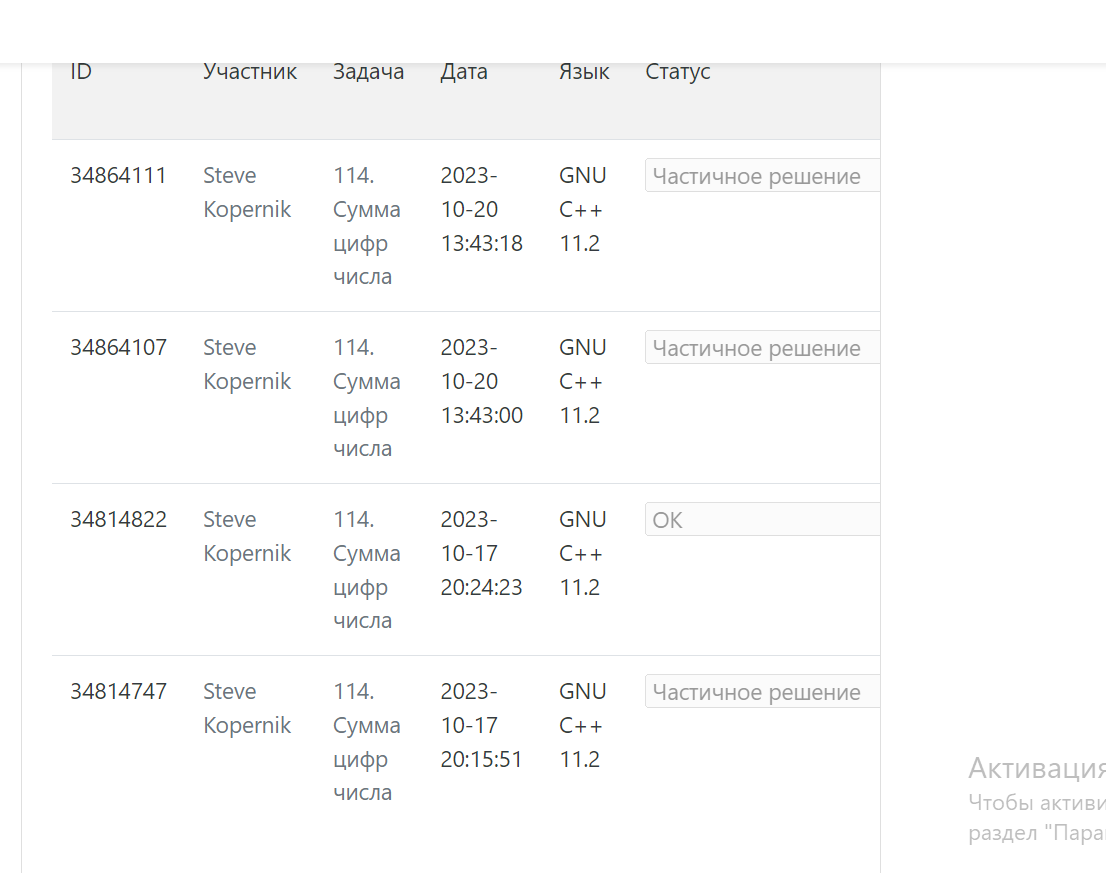 ID Участник Задача Дата Язык Статус
34864111 Steve 114. 2023- GNU Частичное решение
Kopernik Сумма 10-20 C++
цифр 13:43:18 11.2
числа
34864107 Steve 114. 2023- GNU Частичное решение
Kopernik Сумма 10-20 C++
цифр 13:43:00 11.2
числа
34814822 Steve 114. 2023- GNU OK
Kopernik Сумма 10-17 C++
цифр 20:24:23 11.2
числа
34814747 Steve 114. 2023- GNU Частичное решение
Kopernik Сумма 10-17 C++
цифр 20:15:51 11.2
числа
Активация
Чтобы активи
раздел "Пара